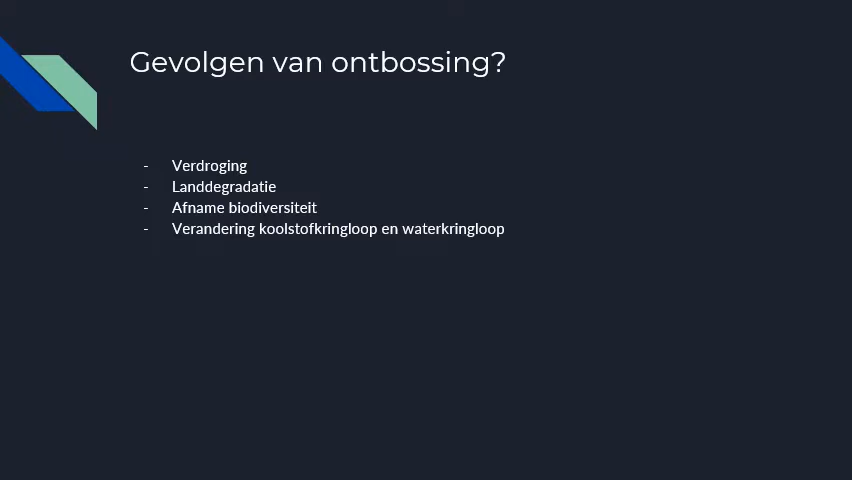 Gevolgen van ontbossing?
- Verdroging
- Landdegradatie
- Afname biodiversiteit
- Verandering koolstofkringloop en waterkringloop